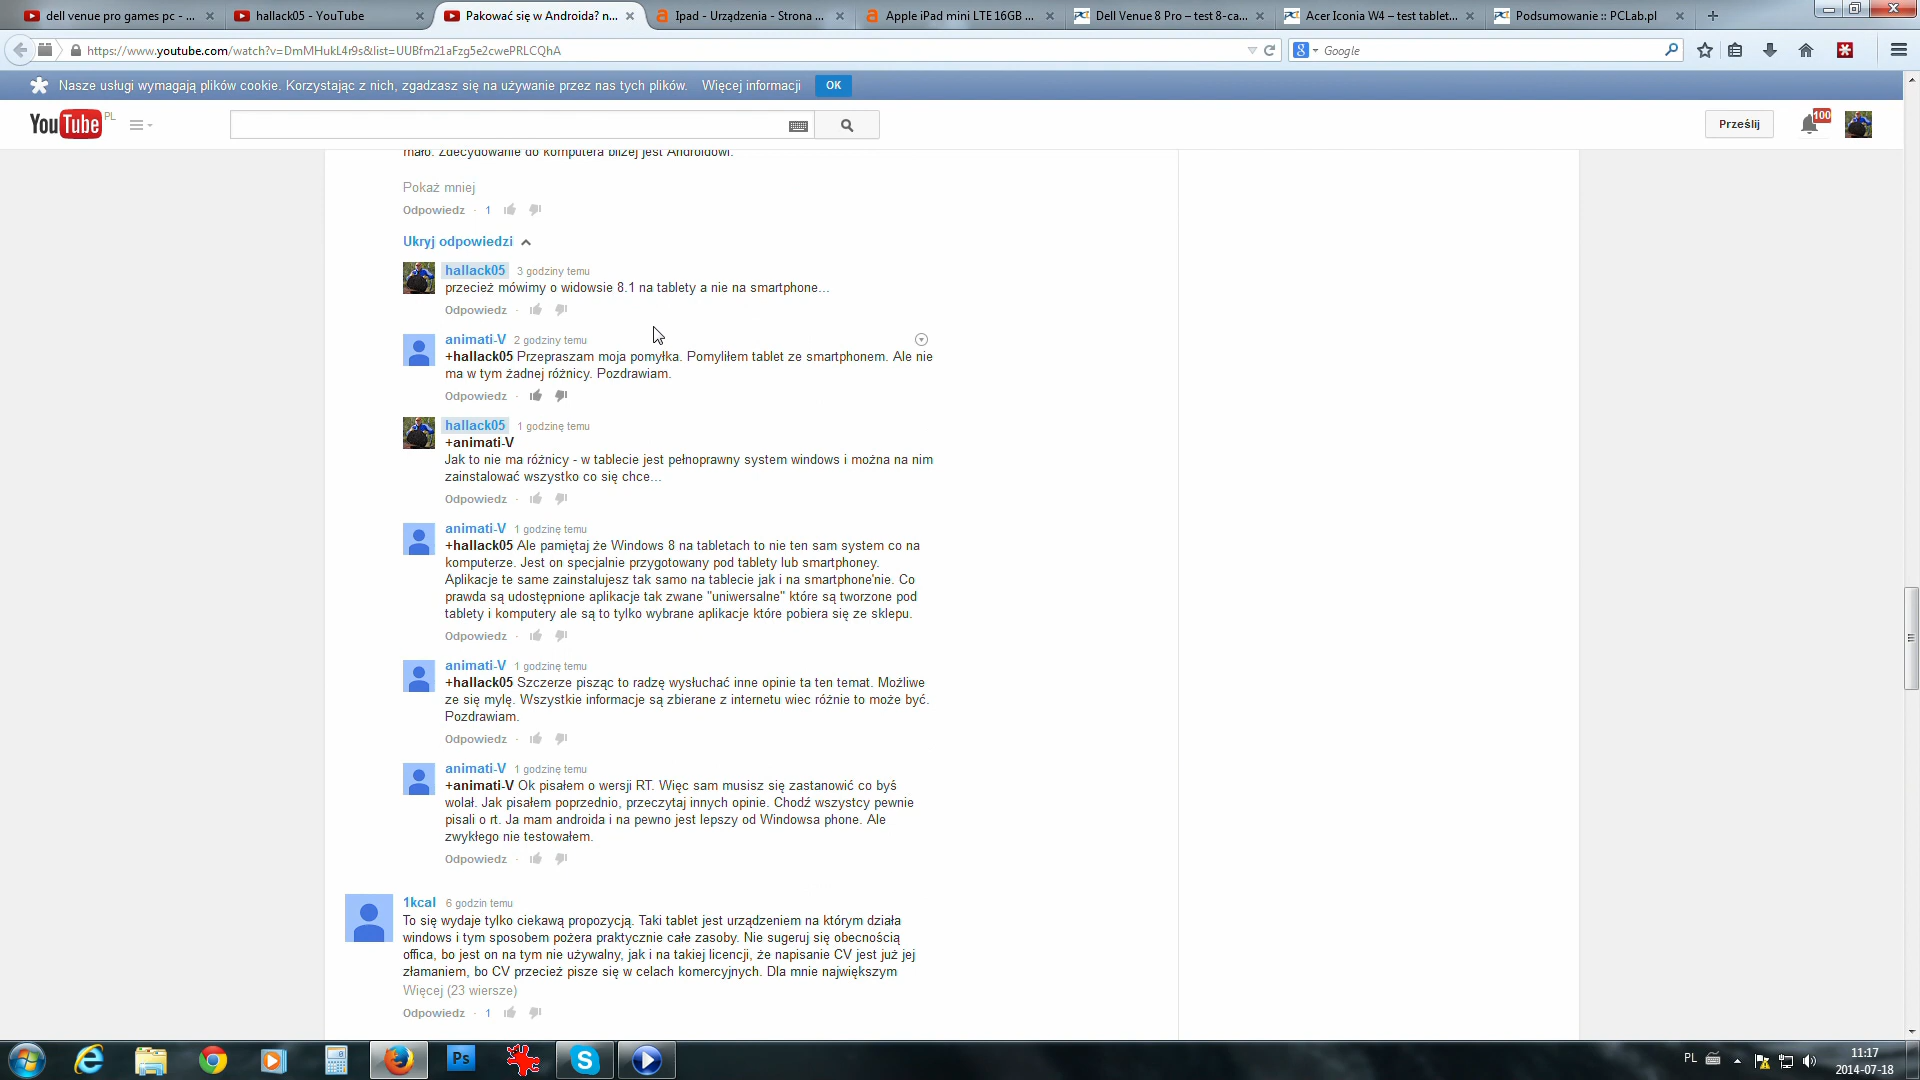 dell venue pro games pc - ...
hallack05 - YouTube
Pakować się w Androida? n...
Ipad - Urządzenia - Strona ...
Apple iPad mini LTE 16GB ...
Dell Venue 8 Pro – test 8-ca...
Acer Iconia W4 – test tablet...
Podsumowanie :: PCLab.pl
https://www.youtube.com/watch?v=DmMHukL4r9s&list=UUBfm21aFzg5e2cwePRLCQhA
Google
Nasze usługi wymagają plików cookie. Korzystając z nich, zgadzasz się na używanie przez nas tych plików. Więcej informacji OK
YouTube PL
Prześlij
100
mało. Zdecydowanie do komputera bliżej jest Androidowi.
Pokaż mniej
Odpowiedz · 1
Ukryj odpowiedzi
hallack05 3 godziny temu
przecież mówimy o widowsie 8.1 na tablety a nie na smartphone...
Odpowiedz ·
animati-V 2 godziny temu
+hallack05 Przepraszam moja pomyłka. Pomyliłem tablet ze smartphonem. Ale nie
ma w tym żadnej różnicy. Pozdrawiam.
Odpowiedz ·
hallack05 1 godzinę temu
+animati-V
Jak to nie ma różnicy - w tablecie jest pełnoprawny system windows i można na nim
zainstalować wszystko co się chce...
Odpowiedz ·
animati-V 1 godzinę temu
+hallack05 Ale pamiętaj że Windows 8 na tabletach to nie ten sam system co na
komputerze. Jest on specjalnie przygotowany pod tablety lub smartphoney.
Aplikacje te same zainstalujesz tak samo na tablecie jak i na smartphone'nie. Co
prawda są udostępnione aplikacje tak zwane "uniwersalne" które są tworzone pod
tablety i komputery ale są to tylko wybrane aplikacje które pobiera się ze sklepu.
Odpowiedz ·
animati-V 1 godzinę temu
+hallack05 Szczerze pisząc to radzę wysłuchać inne opinie ta ten temat. Możliwe
ze się mylę. Wszystkie informacje są zbierane z internetu wiec różnie to może być.
Pozdrawiam.
Odpowiedz ·
animati-V 1 godzinę temu
+animati-V Ok pisałem o wersji RT. Więc sam musisz się zastanowić co byś
wolał. Jak pisałem poprzednio, przeczytaj innych opinie. Chodź wszystcy pewnie
pisali o rt. Ja mam androida i na pewno jest lepszy od Windowsa phone. Ale
zwykłego nie testowałem.
Odpowiedz ·
1kcal 6 godzin temu
To się wydaje tylko ciekawą propozycją. Taki tablet jest urządzeniem na którym działa
windows i tym sposobem pożera praktycznie całe zasoby. Nie sugeruj się obecnością
offica, bo jest on na tym nie używalny, jak i na takiej licencji, że napisanie CV jest już jej
złamaniem, bo CV przecież pisze się w celach komercyjnych. Dla mnie największym
Więcej (23 wiersze)
Odpowiedz · 1
Ps
PL
11:17
2014-07-18